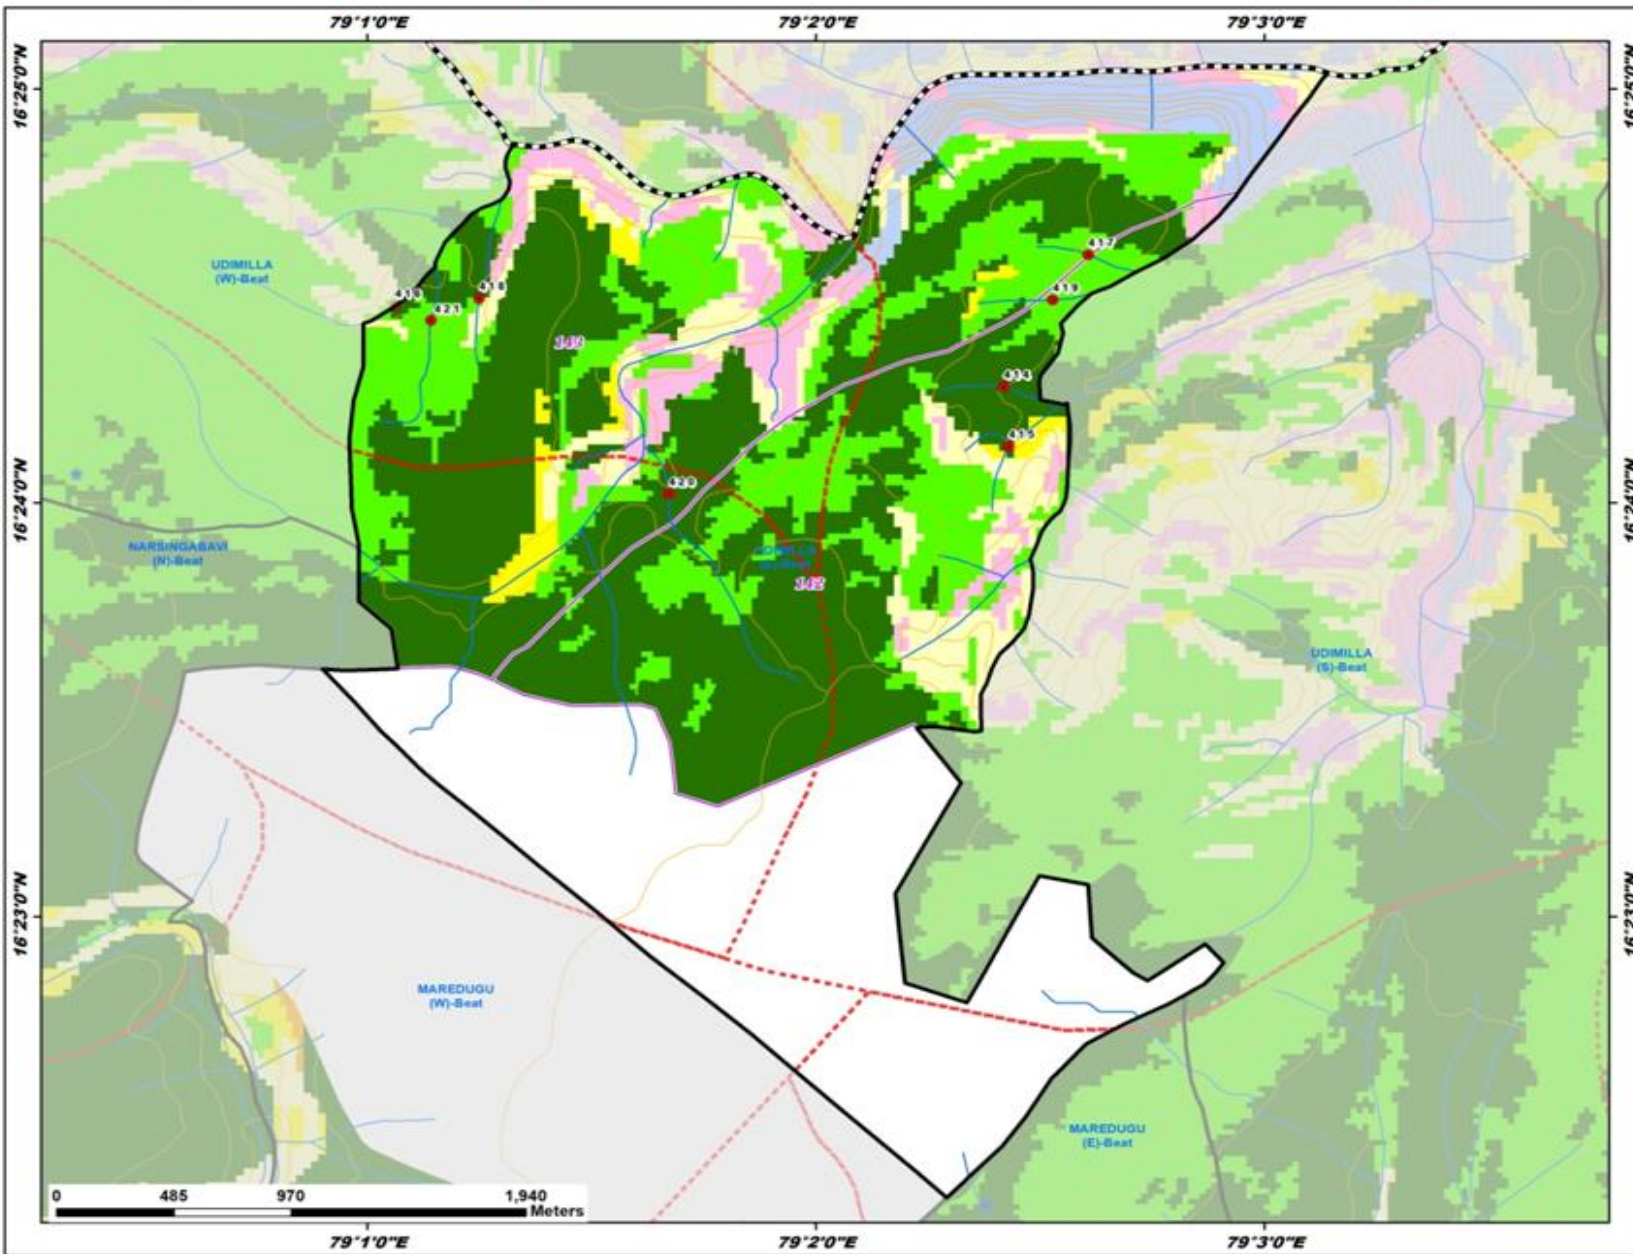 79°1'0"E
79°2'0"E
79°3'0"E
16°25'0"N
16°25'0"N
417
UDIMILLA
(W)-Beat
418
419
421
149
414
415
420
16°24'0"N
16°24'0"N
NARSINGABAVI
(N)-Beat
142
UDIMILLA
(S)-Beat
16°23'0"N
16°23'0"N
MAREDUGU
(W)-Beat
MAREDUGU
(E)-Beat
0
485
970
1,940
Meters
79°1'0"E
79°2'0"E
79°3'0"E